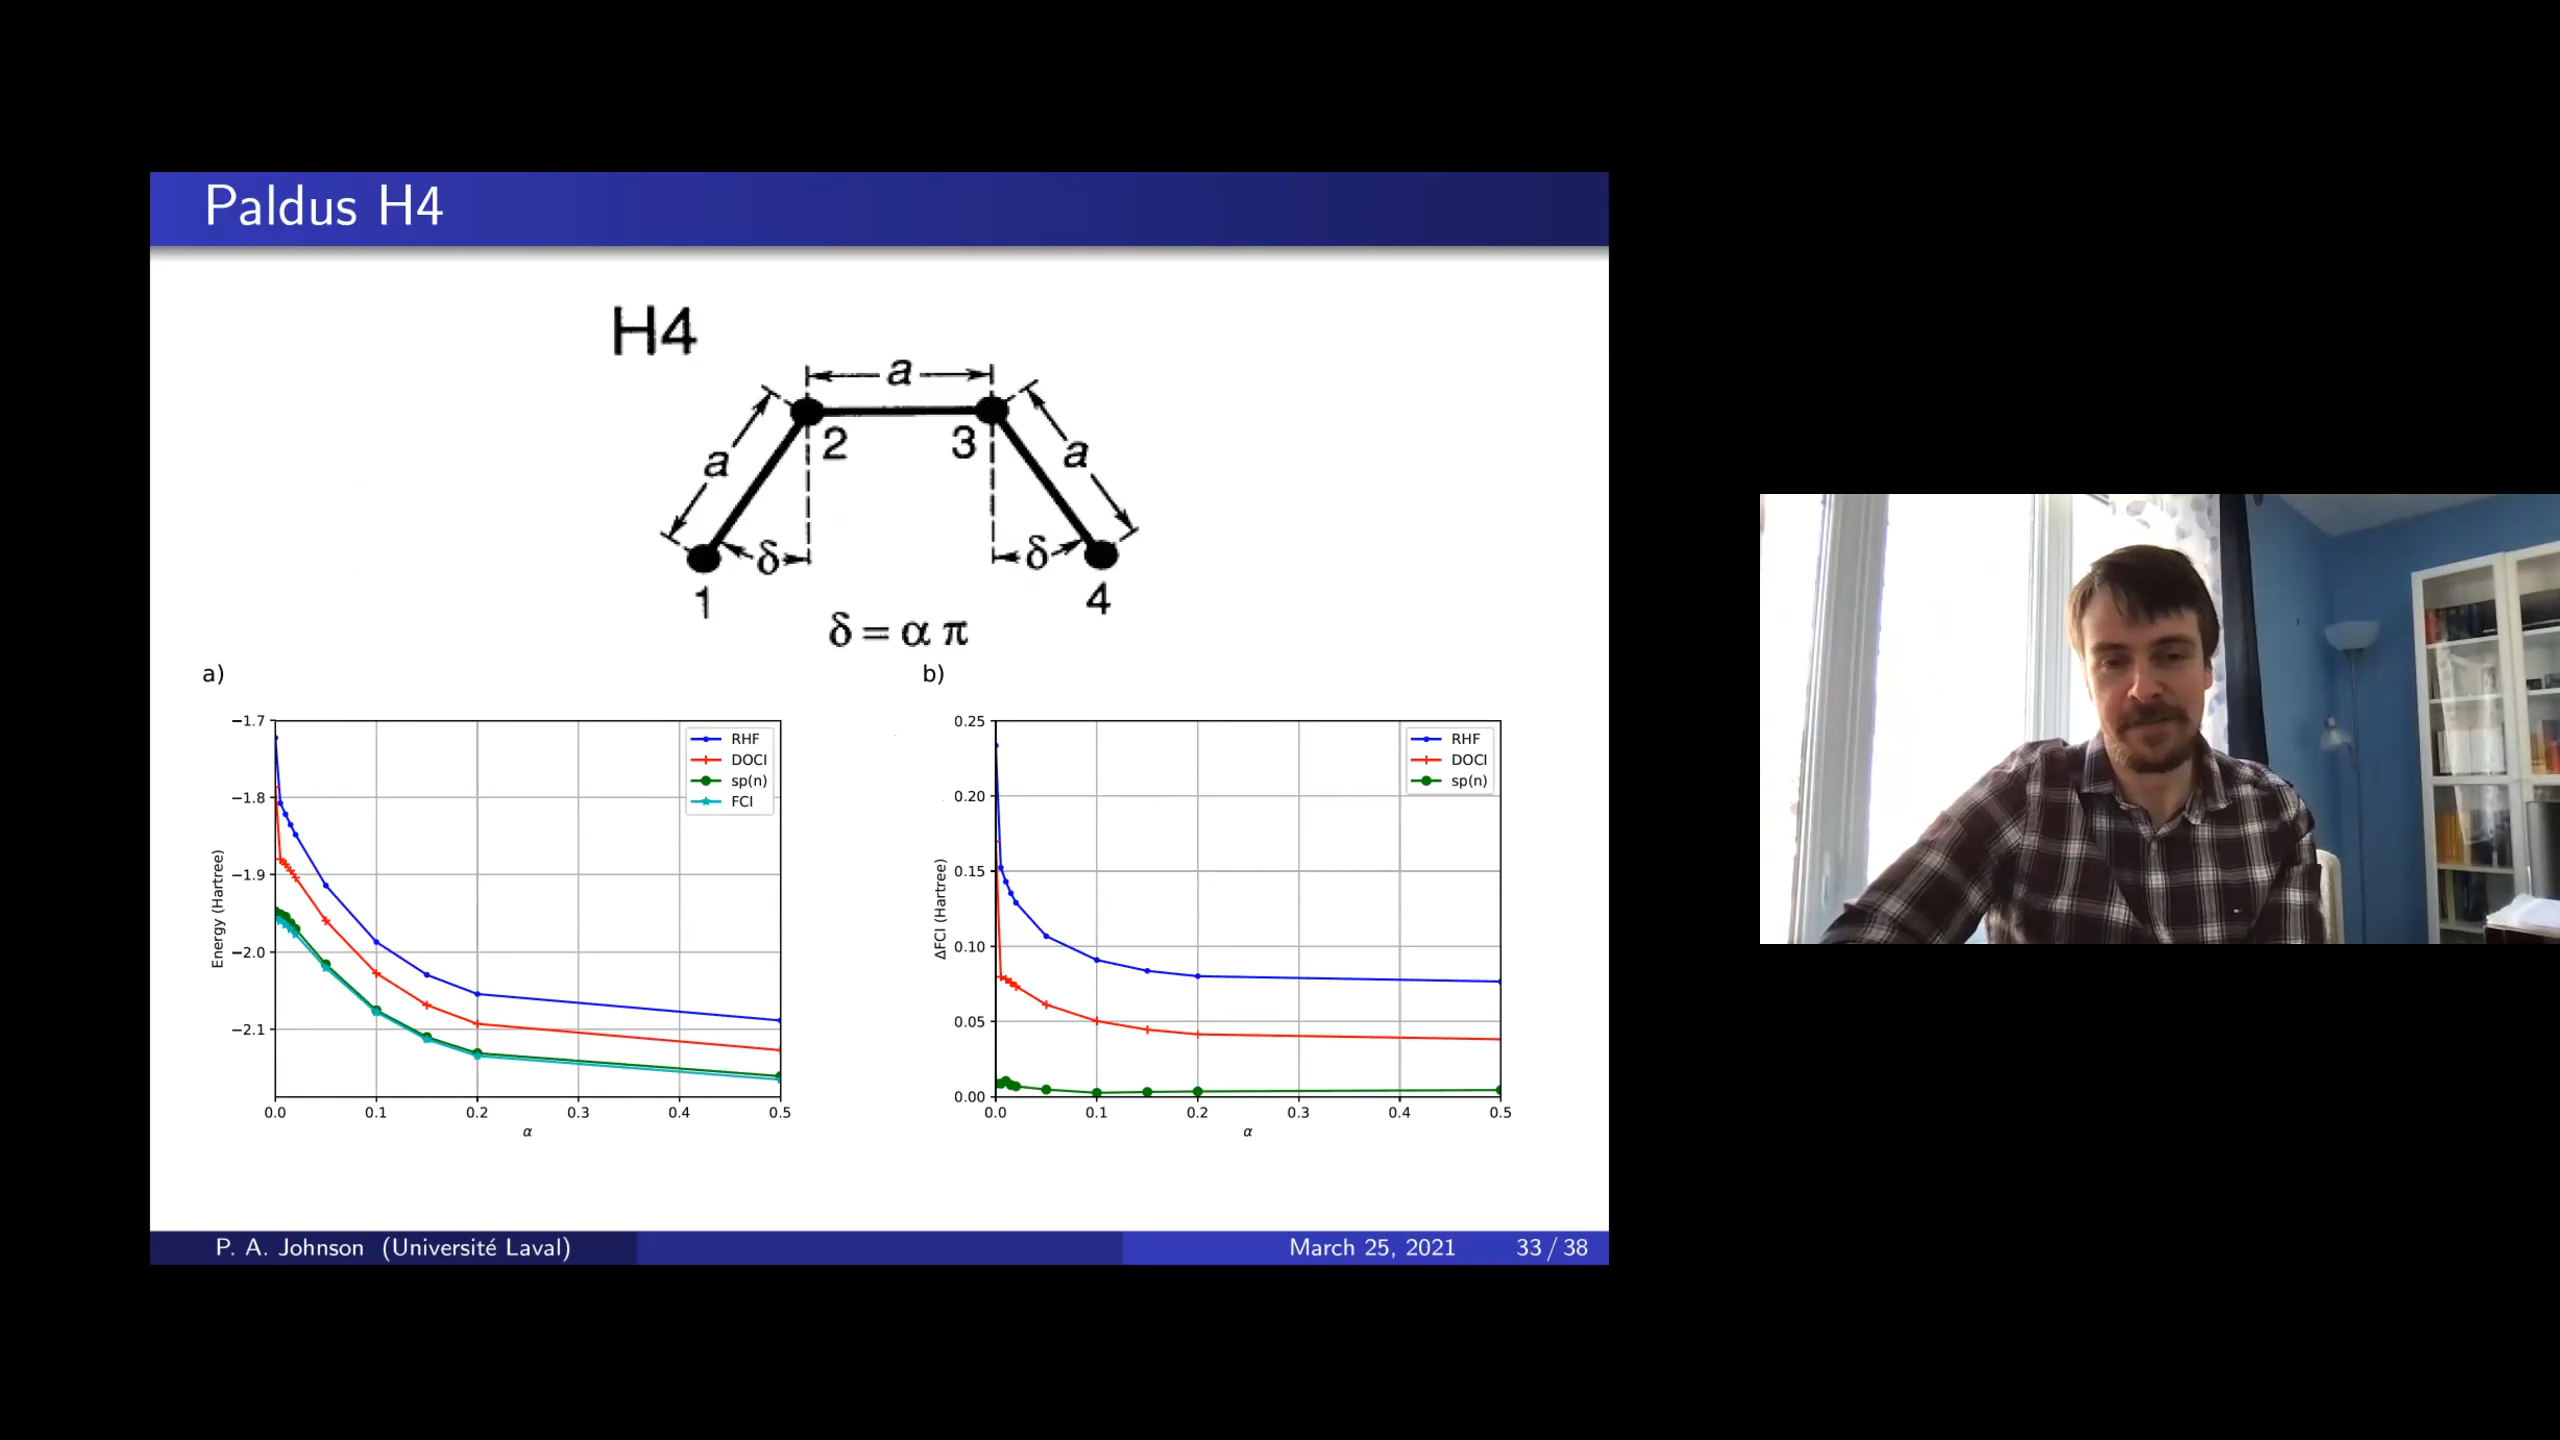 Paldus H4
H4
a
a
a
2
3
δ
δ
1
4
δ = α π
a)
b)
−1.7
−1.8
−1.9
−2.0
−2.1
Energy (Hartree)
RHF
DOCI
sp(n)
FCI
0.0 0.1 0.2 0.3 0.4 0.5
α
0.25
0.20
0.15
0.10
0.05
0.00
ΔFCI (Hartree)
RHF
DOCI
sp(n)
0.0 0.1 0.2 0.3 0.4 0.5
α
P. A. Johnson (Université Laval) March 25, 2021 33 / 38